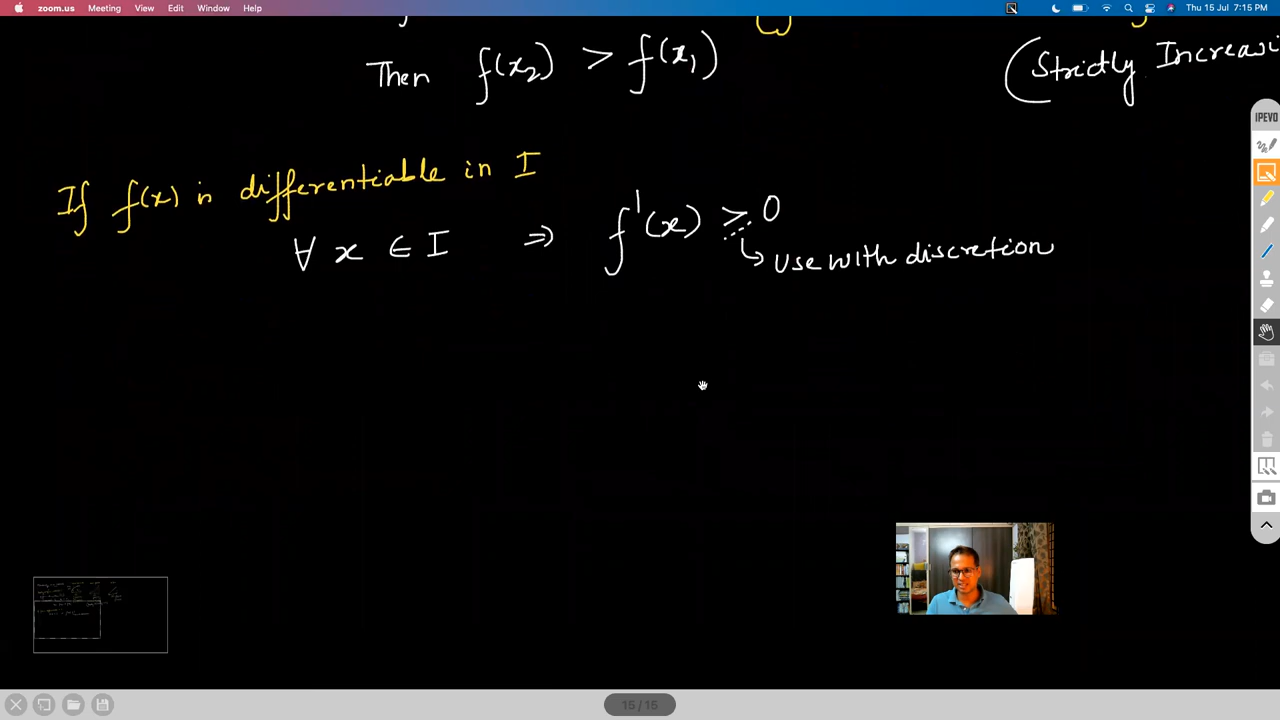 zoom.us Meeting View Edit Window Help Thu 15 Jul 7:15 PM
Then f(x₂) > f(x₁)
(Strictly Increasi
If f(x) is differentiable in I
∀ x ∈ I ⇒ f'(x) ≥ 0
use with discretion
IPEVO
15 / 15